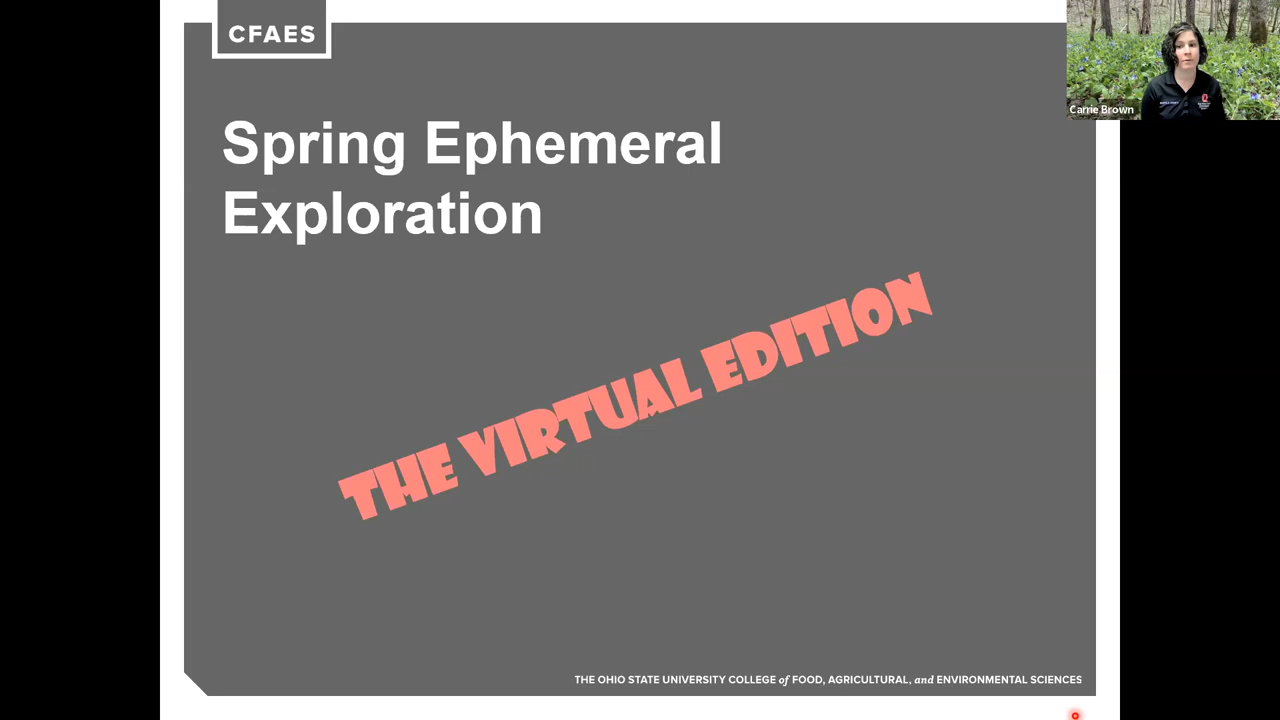 CFAES
Carrie Brown
Spring Ephemeral
Exploration
THE VIRTUAL EDITION
THE OHIO STATE UNIVERSITY COLLEGE of FOOD, AGRICULTURAL, and ENVIRONMENTAL SCIENCES